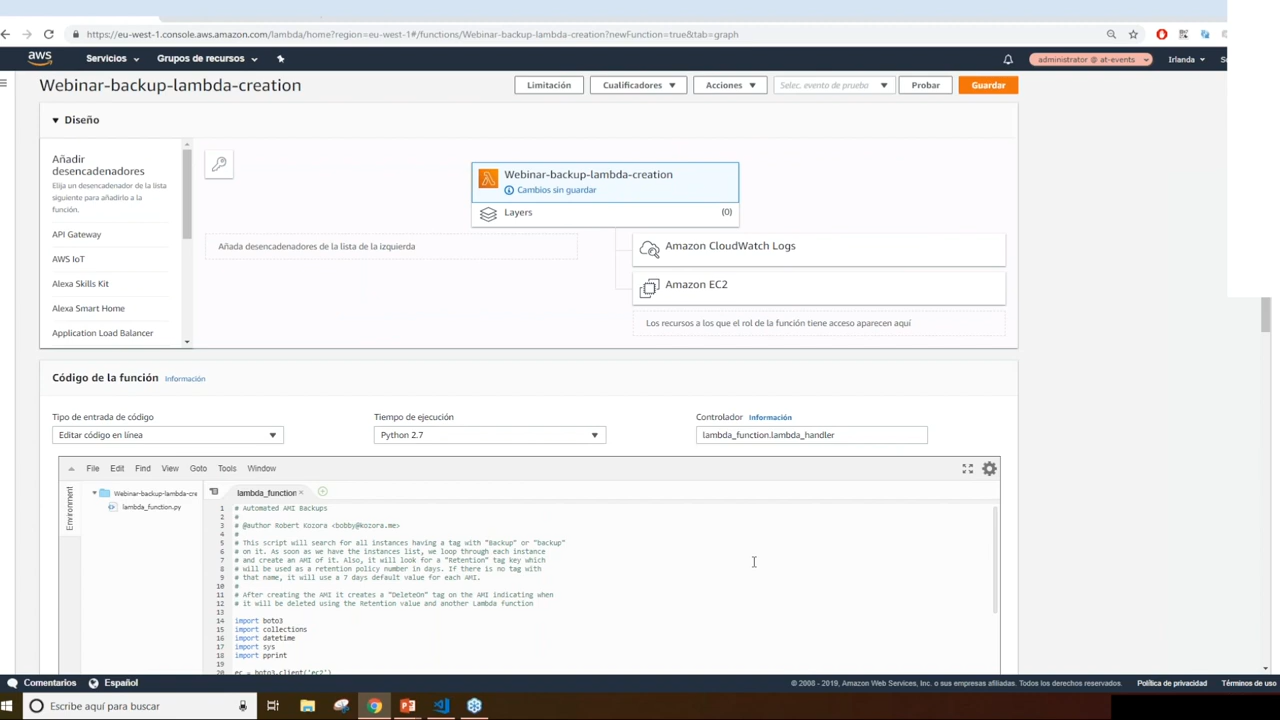 https://eu-west-1.console.aws.amazon.com/lambda/home?region=eu-west-1#/functions/Webinar-backup-lambda-creation?newFunction=true&tab=graph
aws Servicios Grupos de recursos administrator @ at-events Irlanda
Webinar-backup-lambda-creation Limitación Cualificadores Acciones Selec. evento de prueba Probar Guardar
Diseño
Añadir
desencadenadores
Elija un desencadenador de la lista
siguiente para añadirlo a la
función.
API Gateway
AWS IoT
Alexa Skills Kit
Alexa Smart Home
Application Load Balancer
Webinar-backup-lambda-creation
Cambios sin guardar
Layers (0)
Añada desencadenadores de la lista de la izquierda
Amazon CloudWatch Logs
Amazon EC2
Los recursos a los que el rol de la función tiene acceso aparecen aquí
Código de la función Información
Tipo de entrada de código Tiempo de ejecución Controlador Información
Editar código en línea Python 2.7 lambda_function.lambda_handler
File Edit Find View Goto Tools Window
Environment
Webinar-backup-lambda-cre
lambda_function.py
lambda_function ×
1 # Automated AMI Backups
2 #
3 # @author Robert Kozora <bobby@kozora.me>
4 #
5 # This script will search for all instances having a tag with "Backup" or "backup"
6 # on it. As soon as we have the instances list, we loop through each instance
7 # and create an AMI of it. Also, it will look for a "Retention" tag key which
8 # will be used as a retention policy number in days. If there is no tag with
9 # that name, it will use a 7 days default value for each AMI.
10 #
11 # After creating the AMI it creates a "DeleteOn" tag on the AMI indicating when
12 # it will be deleted using the Retention value and another Lambda function
13
14 import boto3
15 import collections
16 import datetime
17 import sys
18 import pprint
19
20 ec = boto3.client('ec2')
Comentarios Español © 2008 - 2019, Amazon Web Services, Inc. o sus empresas afiliadas. Todos los derechos reservados. Política de privacidad Términos de uso
Escribe aquí para buscar